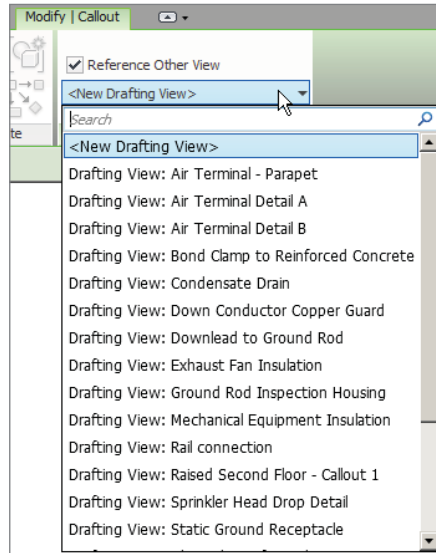 Modify | Callout
Reference Other View
<New Drafting View>
te
Search
<New Drafting View>
Drafting View: Air Terminal - Parapet
Drafting View: Air Terminal Detail A
Drafting View: Air Terminal Detail B
Drafting View: Bond Clamp to Reinforced Concrete
Drafting View: Condensate Drain
Drafting View: Down Conductor Copper Guard
Drafting View: Downlead to Ground Rod
Drafting View: Exhaust Fan Insulation
Drafting View: Ground Rod Inspection Housing
Drafting View: Mechanical Equipment Insulation
Drafting View: Rail connection
Drafting View: Raised Second Floor - Callout 1
Drafting View: Sprinkler Head Drop Detail
Drafting View: Static Ground Receptacle